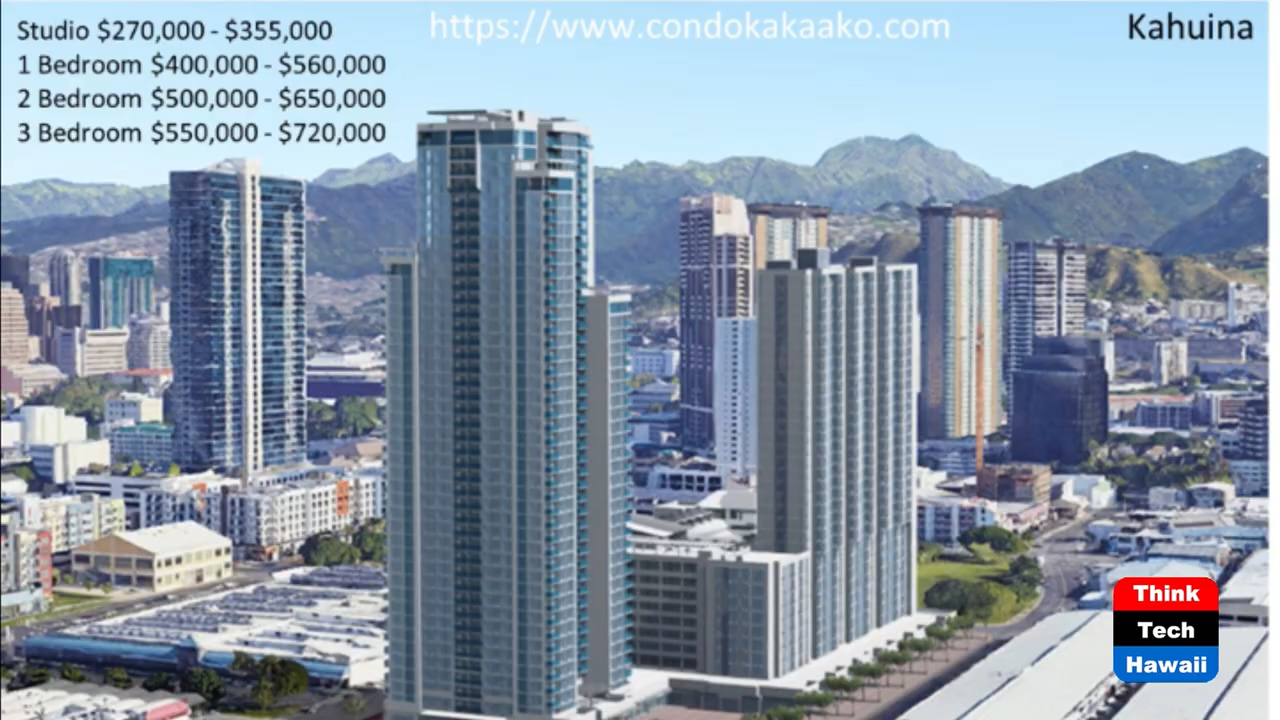 Studio $270,000 - $355,000
1 Bedroom $400,000 - $560,000
2 Bedroom $500,000 - $650,000
3 Bedroom $550,000 - $720,000
https://www.condokakaako.com
Kahuina
Think
Tech
Hawaii